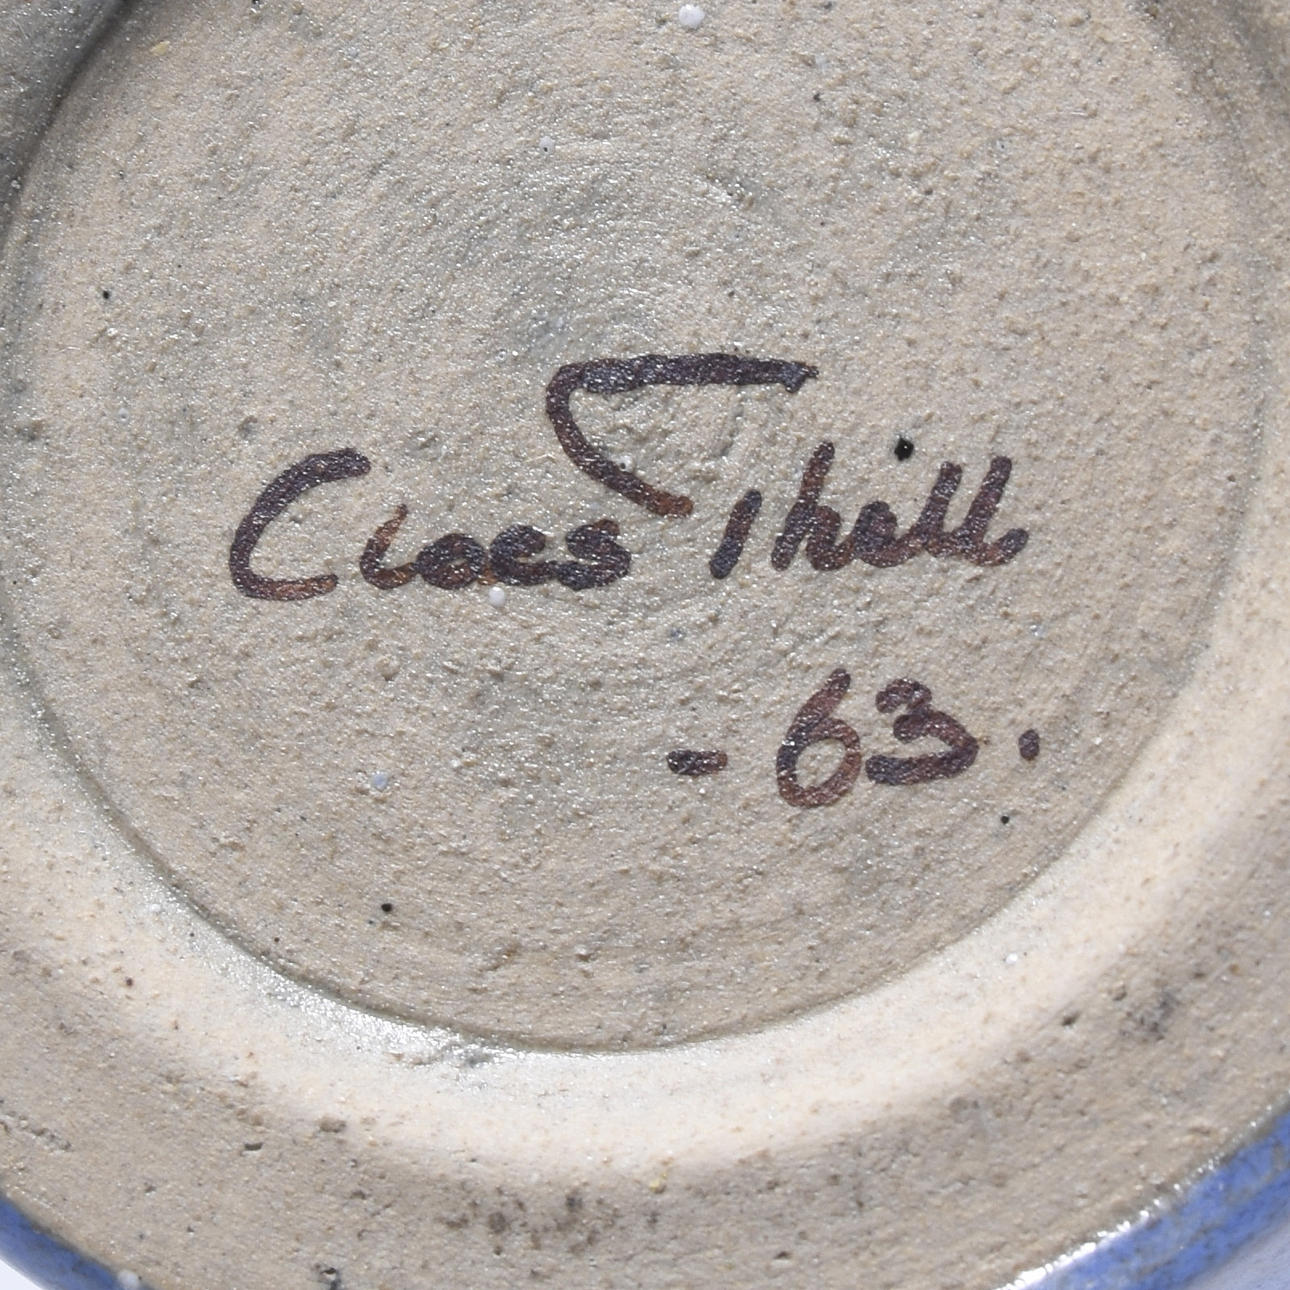 Claes Thell
- 63.